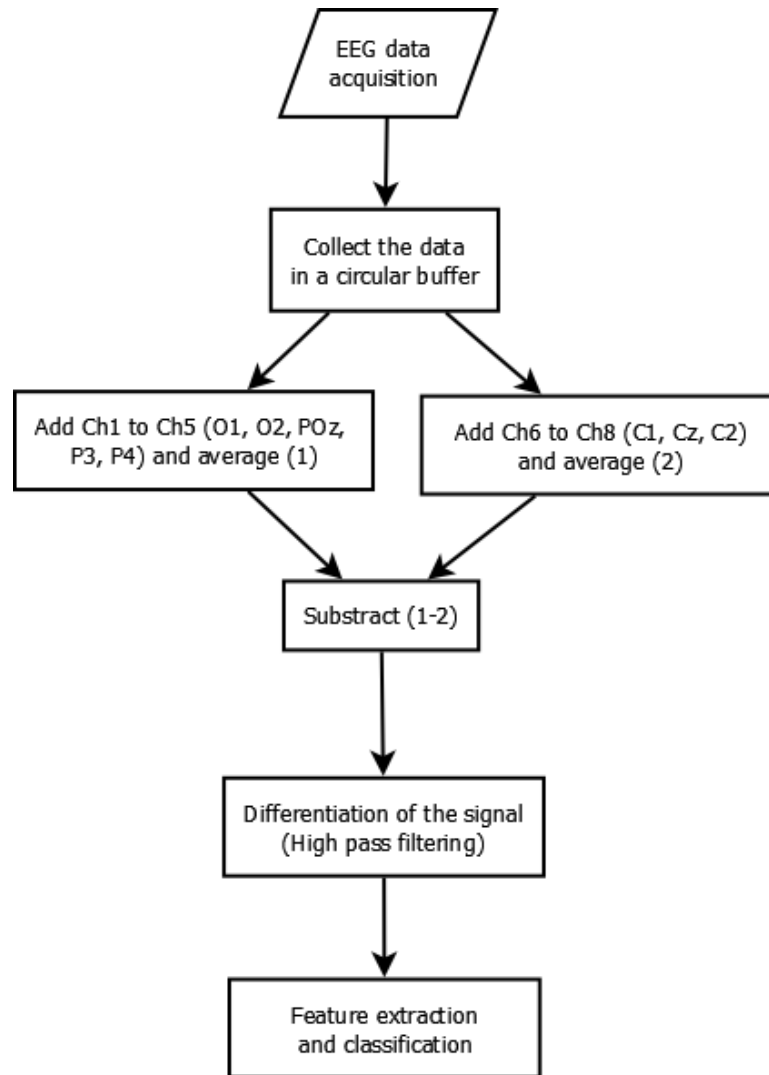 EEG data
acquisition
Collect the data
in a circular buffer
Add Ch1 to Ch5 (O1, O2, POz,
P3, P4) and average (1)
Add Ch6 to Ch8 (C1, Cz, C2)
and average (2)
Substract (1-2)
Differentiation of the signal
(High pass filtering)
Feature extraction
and classification